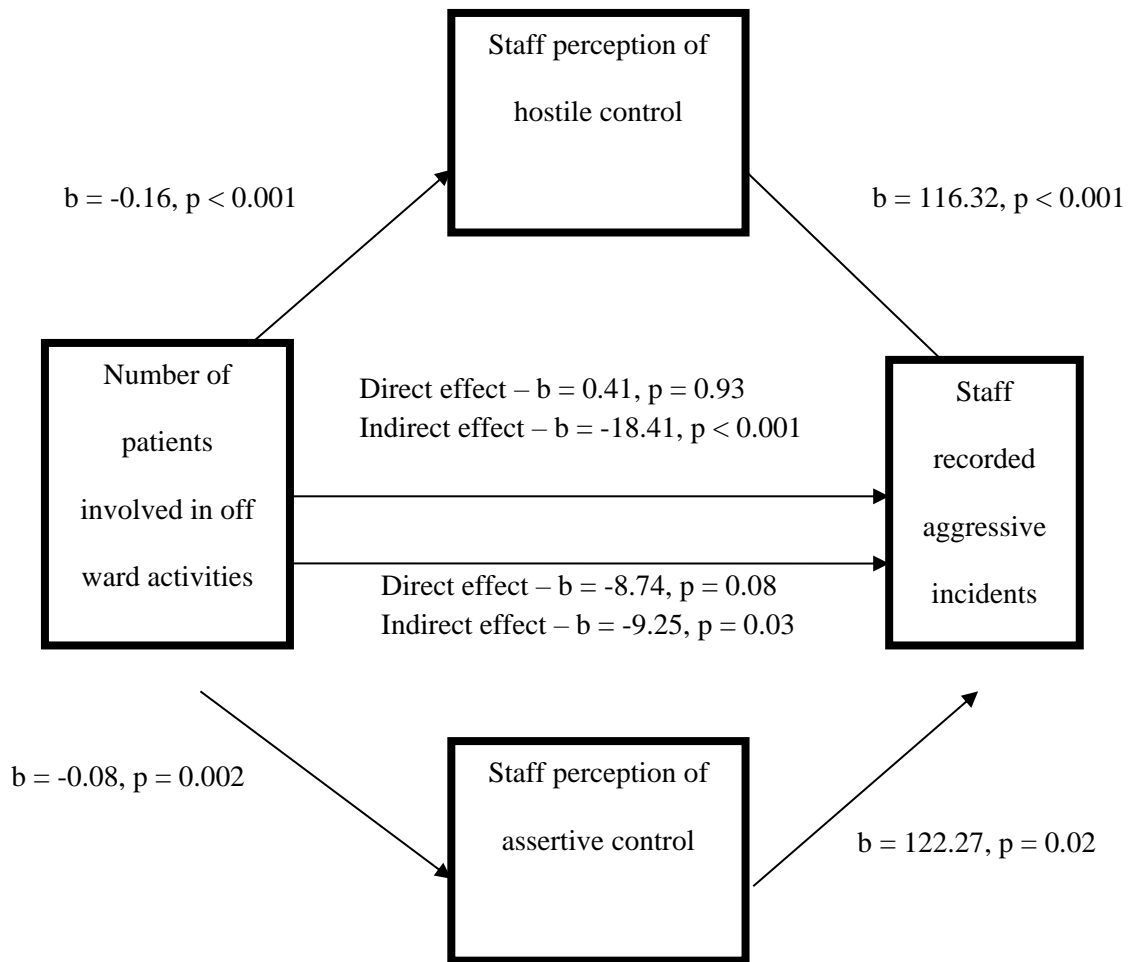 Staff perception of
hostile control
b = -0.16, p < 0.001
b = 116.32, p < 0.001
Number of
patients
involved in off
ward activities
Direct effect – b = 0.41, p = 0.93
Indirect effect – b = -18.41, p < 0.001
Direct effect – b = -8.74, p = 0.08
Indirect effect – b = -9.25, p = 0.03
Staff
recorded
aggressive
incidents
b = -0.08, p = 0.002
Staff perception of
assertive control
b = 122.27, p = 0.02